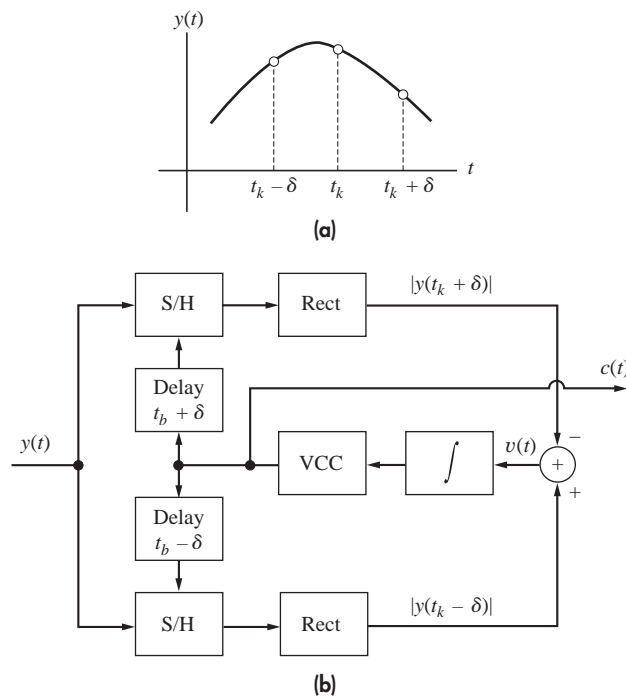 y(t)
t
t_k − δ
t_k
t_k + δ
(a)
S/H
Rect
|y(t_k + δ)|
c(t)
Delay
t_b + δ
y(t)
VCC
∫
v(t)
−
+
+
Delay
t_b − δ
S/H
Rect
|y(t_k − δ)|
(b)